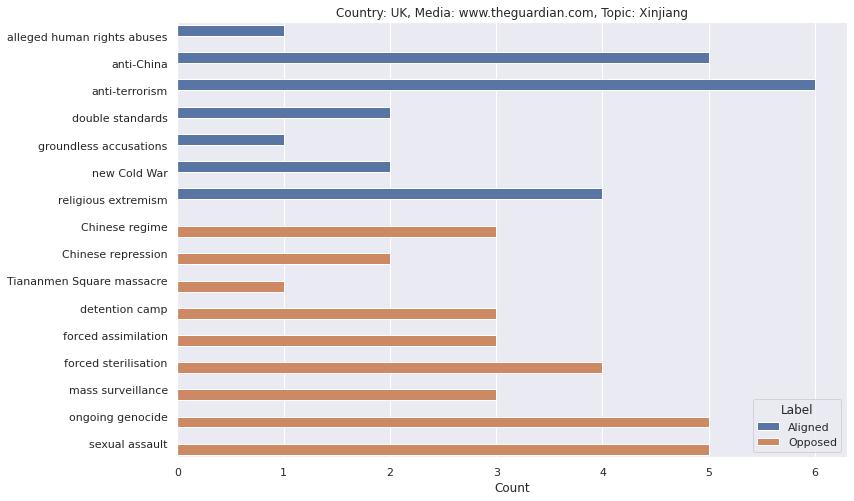 Country: UK, Media: www.theguardian.com, Topic: Xinjiang
alleged human rights abuses
anti-China
anti-terrorism
double standards
groundless accusations
new Cold War
religious extremism
Chinese regime
Chinese repression
Tiananmen Square massacre
detention camp
forced assimilation
forced sterilisation
mass surveillance
ongoing genocide
sexual assault
Label
Aligned
Opposed
0 1 2 3 4 5 6
Count